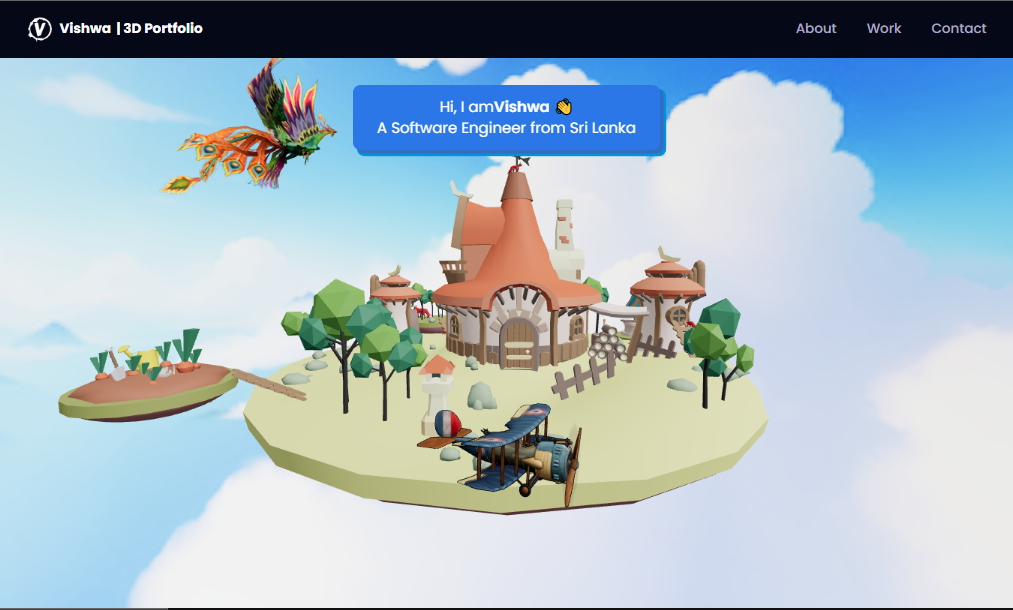 V Vishwa | 3D Portfolio
About Work Contact
Hi, I amVishwa 👋
A Software Engineer from Sri Lanka